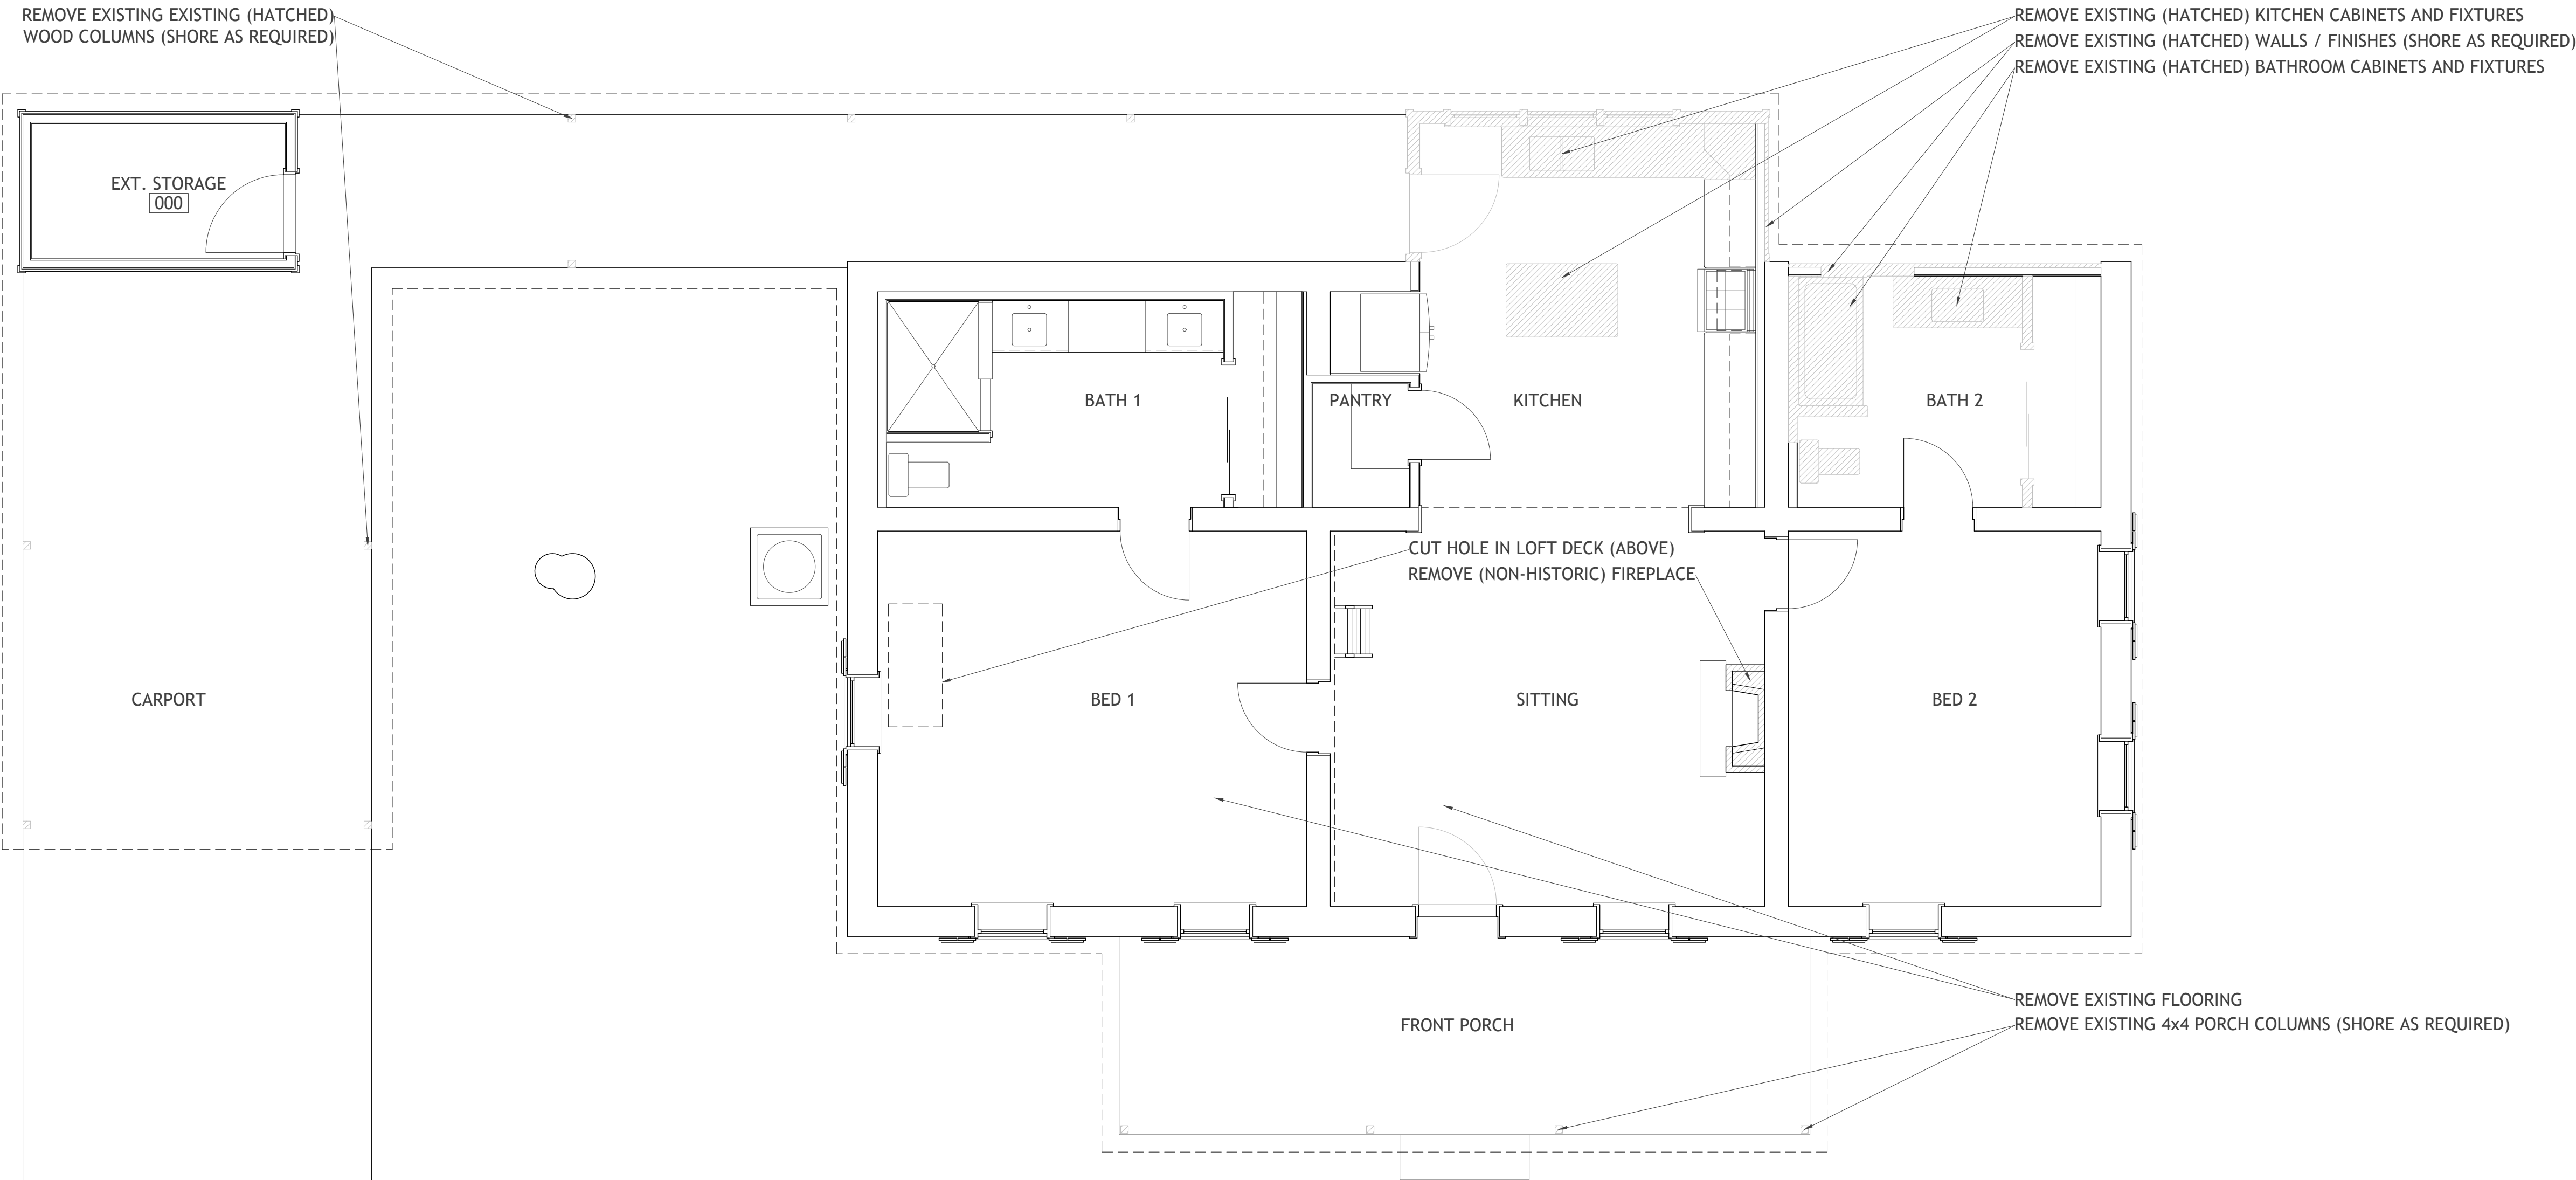 REMOVE EXISTING EXISTING (HATCHED)
WOOD COLUMNS (SHORE AS REQUIRED)
REMOVE EXISTING (HATCHED) KITCHEN CABINETS AND FIXTURES
REMOVE EXISTING (HATCHED) WALLS / FINISHES (SHORE AS REQUIRED)
REMOVE EXISTING (HATCHED) BATHROOM CABINETS AND FIXTURES
EXT. STORAGE
000
BATH 1
PANTRY
KITCHEN
BATH 2
CUT HOLE IN LOFT DECK (ABOVE)
REMOVE (NON-HISTORIC) FIREPLACE
CARPORT
BED 1
SITTING
BED 2
REMOVE EXISTING FLOORING
FRONT PORCH
REMOVE EXISTING 4x4 PORCH COLUMNS (SHORE AS REQUIRED)